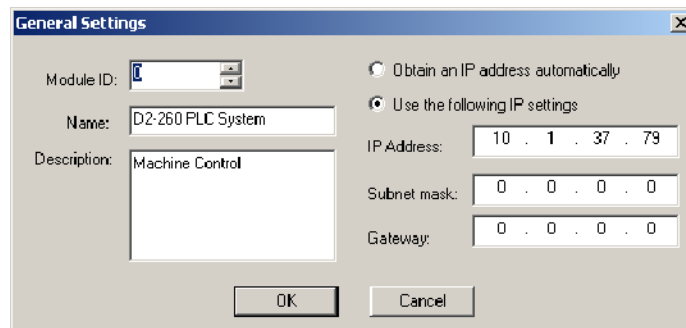 General Settings
Module ID: 0
Name: D2-260 PLC System
Description: Machine Control
Obtain an IP address automatically
Use the following IP settings
IP Address: 10 . 1 . 37 . 79
Subnet mask: 0 . 0 . 0 . 0
Gateway: 0 . 0 . 0 . 0
OK Cancel